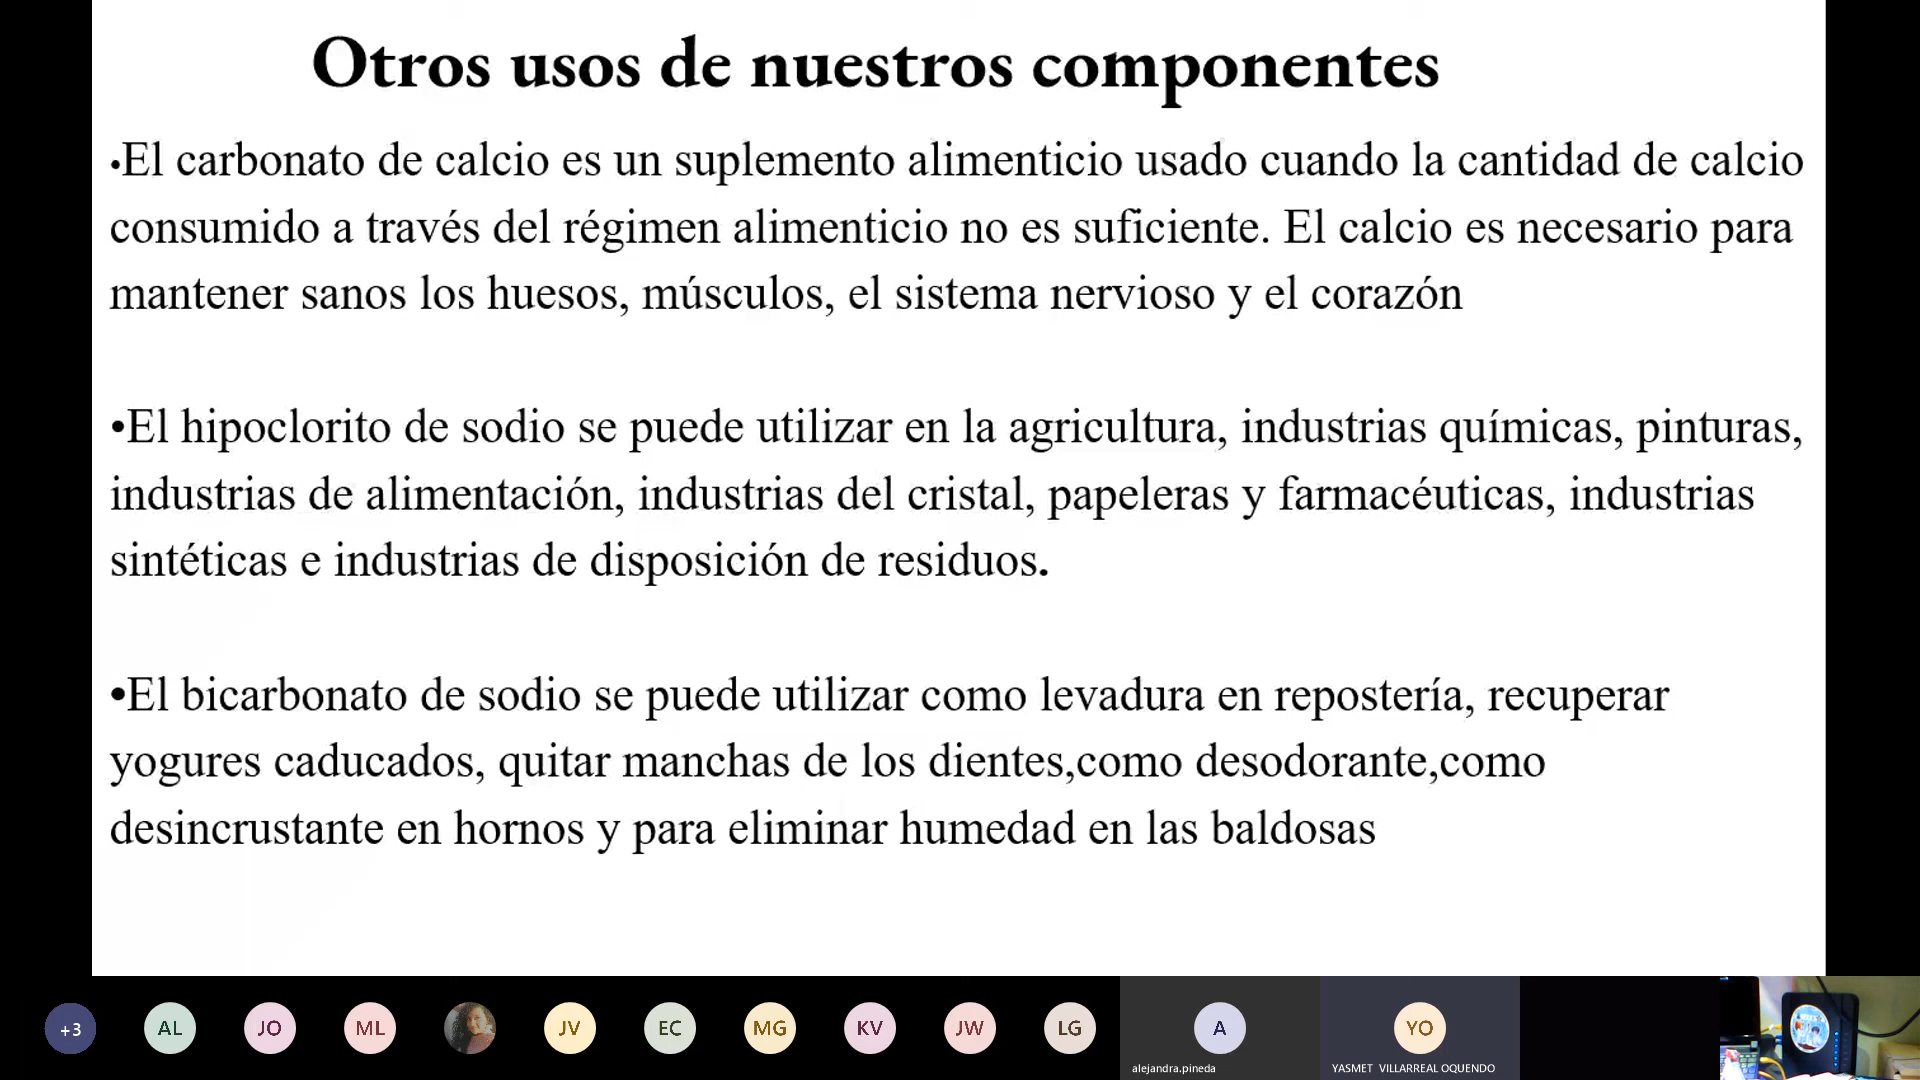 Otros usos de nuestros componentes
•El carbonato de calcio es un suplemento alimenticio usado cuando la cantidad de calcio
consumido a través del régimen alimenticio no es suficiente. El calcio es necesario para
mantener sanos los huesos, músculos, el sistema nervioso y el corazón
•El hipoclorito de sodio se puede utilizar en la agricultura, industrias químicas, pinturas,
industrias de alimentación, industrias del cristal, papeleras y farmacéuticas, industrias
sintéticas e industrias de disposición de residuos.
•El bicarbonato de sodio se puede utilizar como levadura en repostería, recuperar
yogures caducados, quitar manchas de los dientes,como desodorante,como
desincrustante en hornos y para eliminar humedad en las baldosas
+3 AL JO ML JV EC MG KV JW LG A YO
alejandra.pineda YASMET VILLARREAL OQUENDO